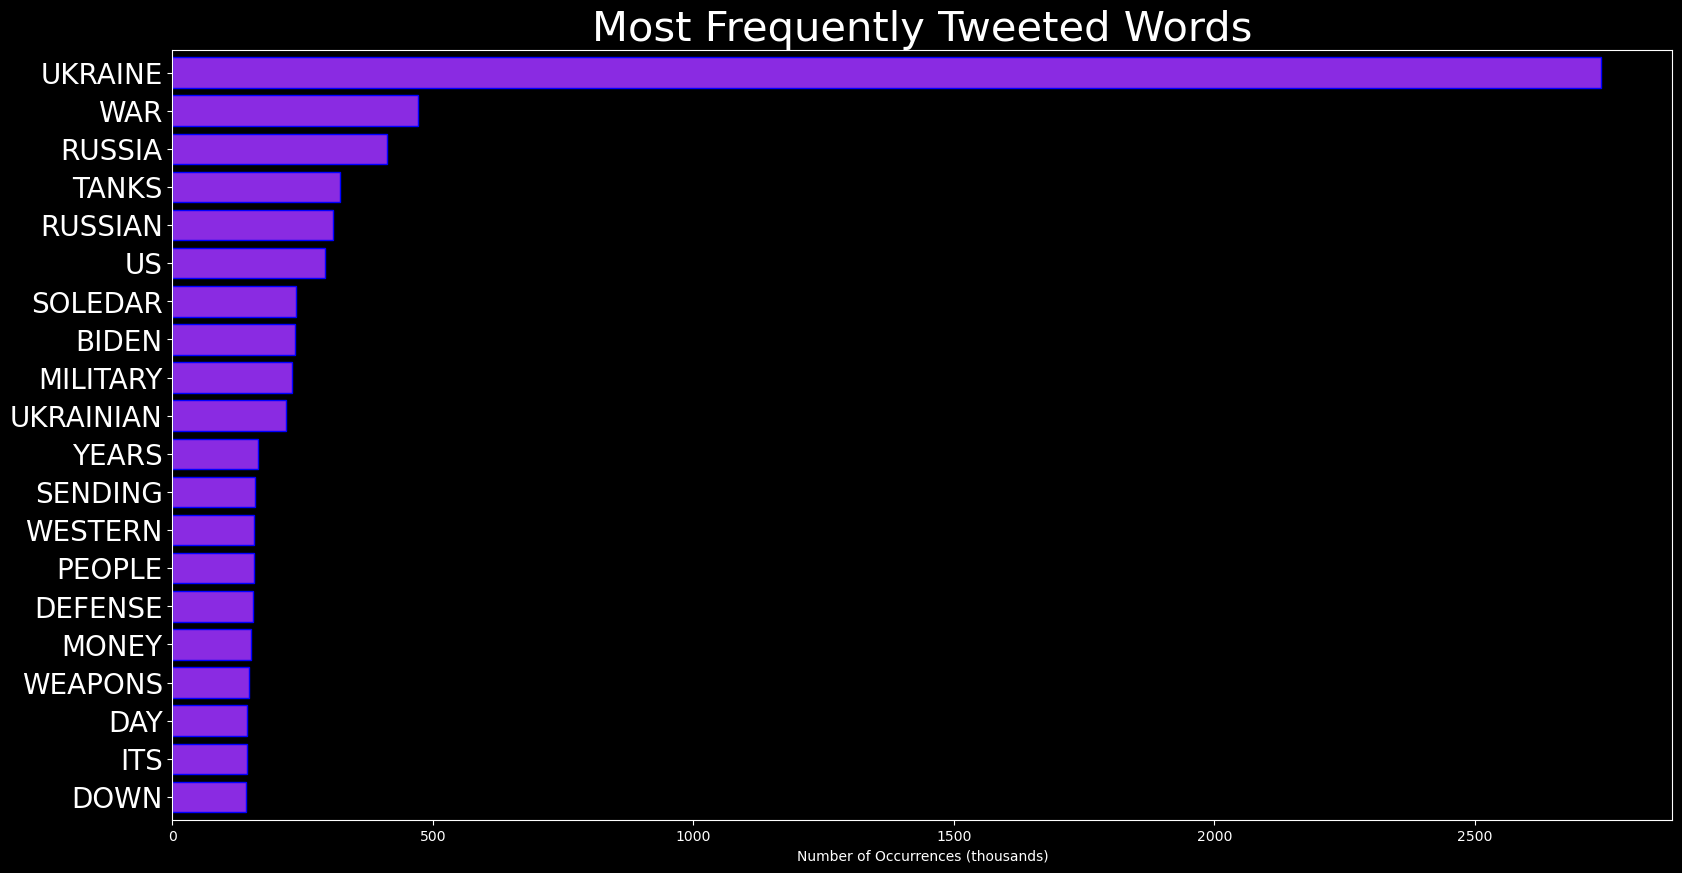 Most Frequently Tweeted Words
UKRAINE
WAR
RUSSIA
TANKS
RUSSIAN
US
SOLEDAR
BIDEN
MILITARY
UKRAINIAN
YEARS
SENDING
WESTERN
PEOPLE
DEFENSE
MONEY
WEAPONS
DAY
ITS
DOWN
0 500 1000 1500 2000 2500
Number of Occurrences (thousands)